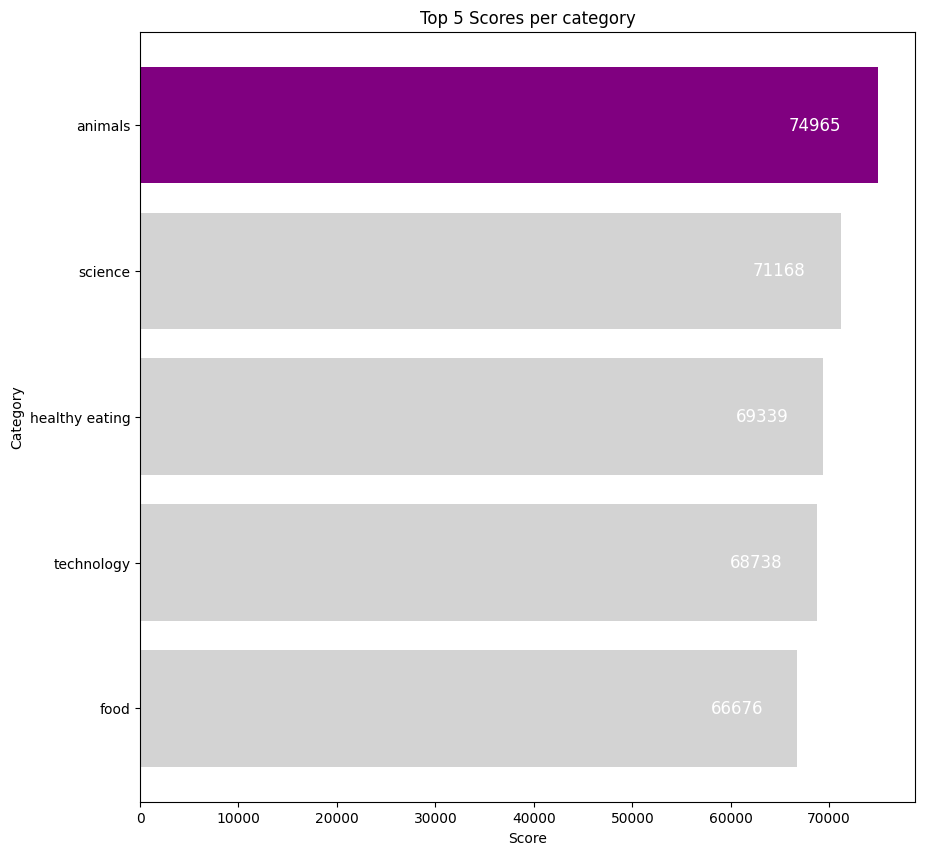 Top 5 Scores per category
Category
animals
74965
science
71168
healthy eating
69339
technology
68738
food
66676
0 10000 20000 30000 40000 50000 60000 70000
Score